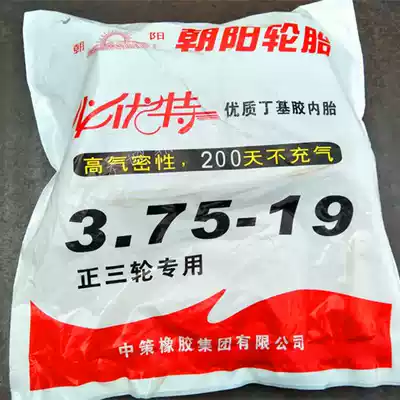 朝 阳 朝阳轮胎
优特 优质丁基胶内胎
高气密性，200天不充气
3.75-19
正三轮专用
中策橡胶集团有限公司